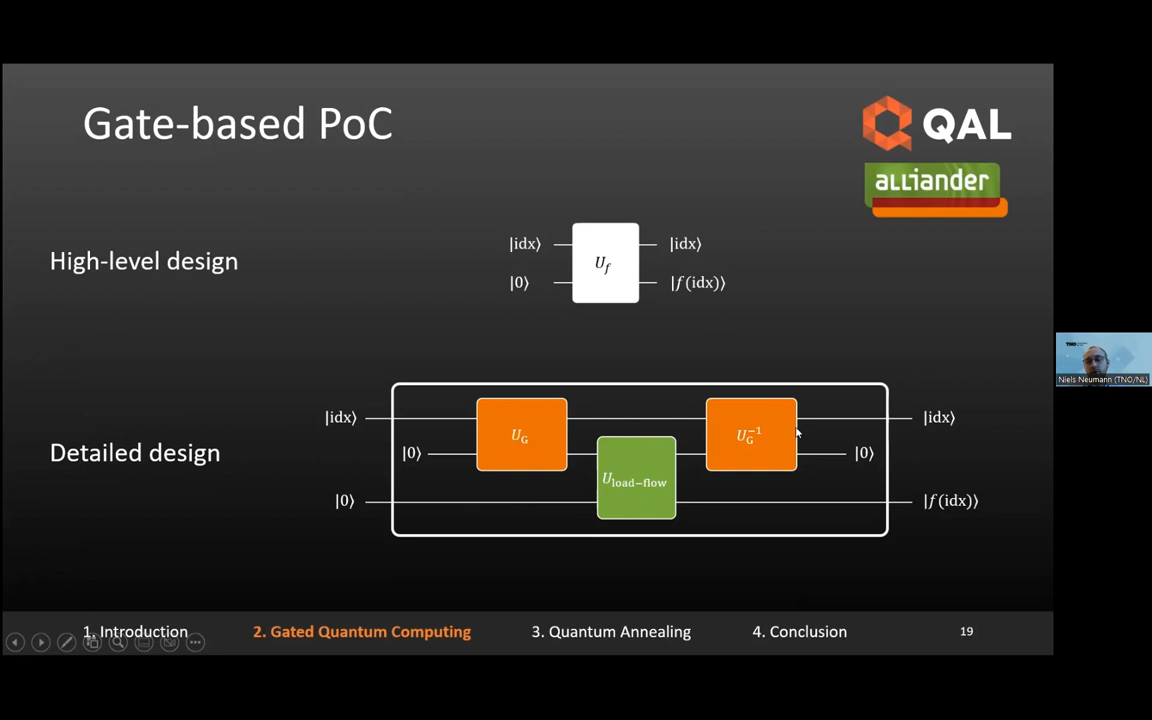 Gate-based PoC
QAL
alliander
High-level design
|idx⟩
U_f
|idx⟩
|0⟩
|f(idx)⟩
Detailed design
|idx⟩
U_G
U_G^{-1}
|idx⟩
|0⟩
|0⟩
U_load-flow
|0⟩
|f(idx)⟩
TNO
Niels Neumann (TNO/NL)
1. Introduction
2. Gated Quantum Computing
3. Quantum Annealing
4. Conclusion
19